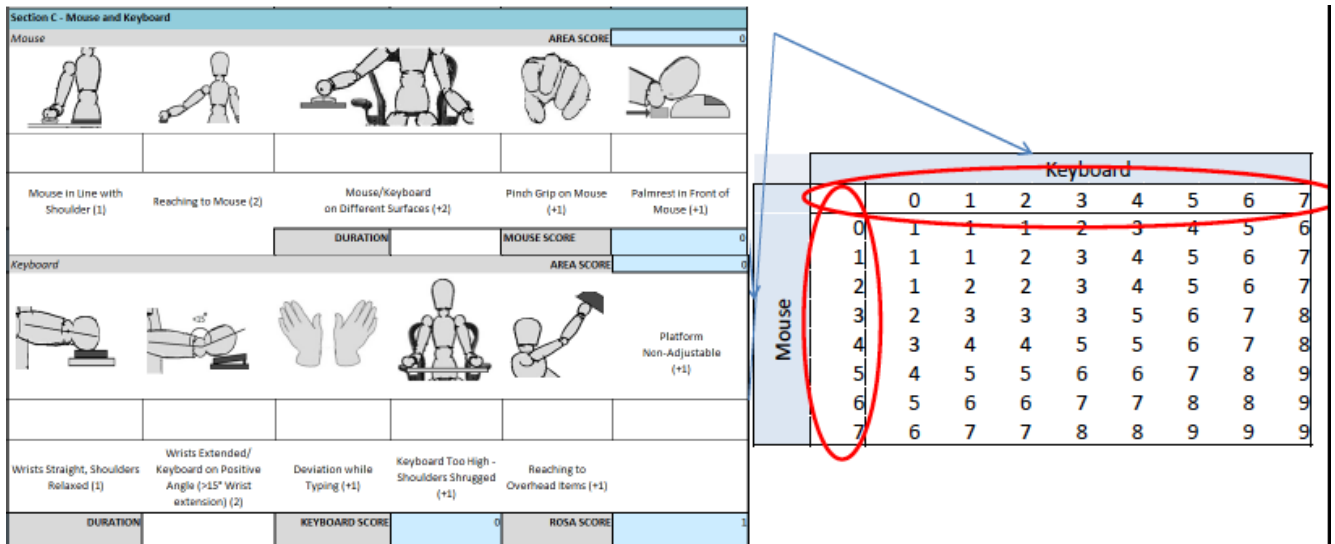 Section C - Mouse and Keyboard
Mouse AREA SCORE 0
Mouse in Line with
Shoulder (1)
Reaching to Mouse (2)
Mouse/Keyboard
on Different Surfaces (+2)
Pinch Grip on Mouse
(+1)
Palmrest in Front of
Mouse (+1)
DURATION MOUSE SCORE 0
Keyboard AREA SCORE 0
<15°
Platform
Non-Adjustable
(+1)
Wrists Straight, Shoulders
Relaxed (1)
Wrists Extended/
Keyboard on Positive
Angle (>15° Wrist
extension) (2)
Deviation while
Typing (+1)
Keyboard Too High -
Shoulders Shrugged
(+1)
Reaching to
Overhead Items (+1)
DURATION KEYBOARD SCORE 0 ROSA SCORE 1
Keyboard
0 1 2 3 4 5 6 7
Mouse
0 1 1 1 2 3 4 5 6
1 1 1 2 3 4 5 6 7
2 1 2 2 3 4 5 6 7
3 2 3 3 3 5 6 7 8
4 3 4 4 5 5 6 7 8
5 4 5 5 6 6 7 8 9
6 5 6 6 7 7 8 8 9
7 6 7 7 8 8 9 9 9